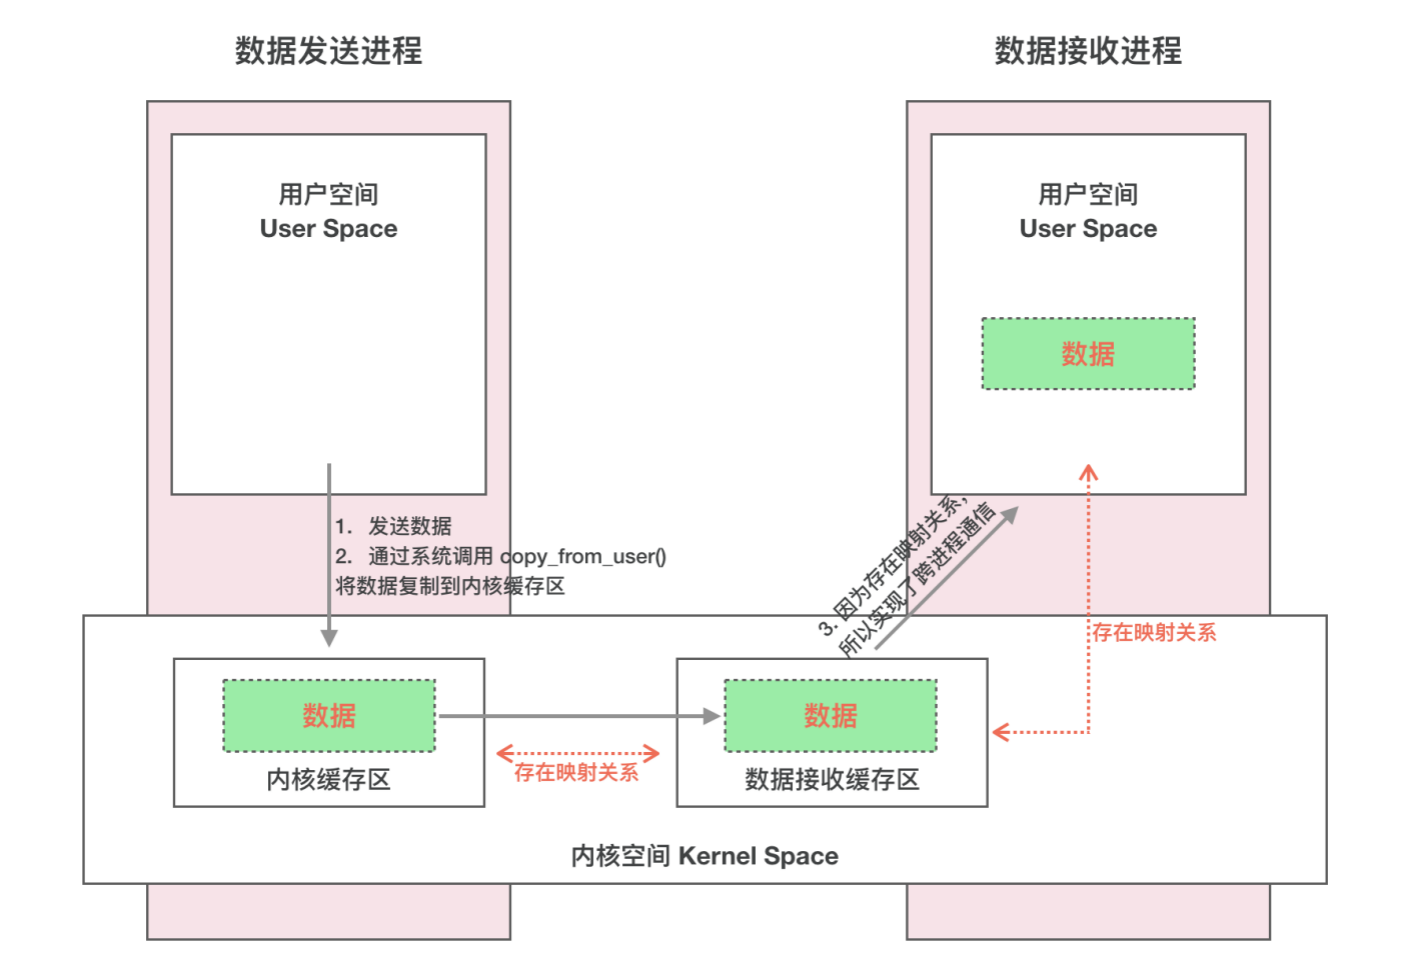 数据发送进程
数据接收进程
用户空间
User Space
用户空间
User Space
数据
1. 发送数据
2. 通过系统调用 copy_from_user()
将数据复制到内核缓存区
3. 因为存在映射关系，
所以实现了跨进程通信
存在映射关系
数据
数据
存在映射关系
内核缓存区
数据接收缓存区
内核空间 Kernel Space